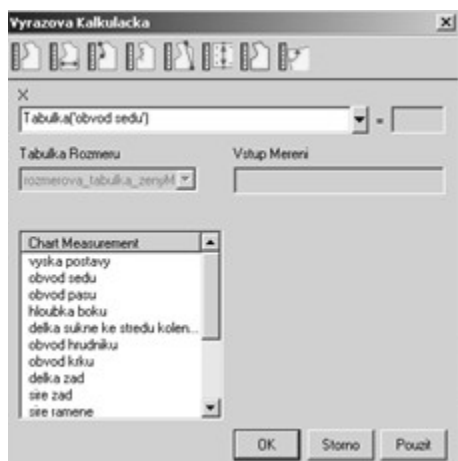 Vyrazova Kalkulacka
X
Tabulka('obvod sedu')
=
Tabulka Rozmeru
Vstup Mereni
rozmerova_tabulka_zenyM
Chart Measurement
vyska postavy
obvod sedu
obvod pasu
hloubka boku
delka sukne ke stredu kolen...
obvod hrudniku
obvod krku
delka zad
sire zad
sire ramene
OK
Storno
Pouzit